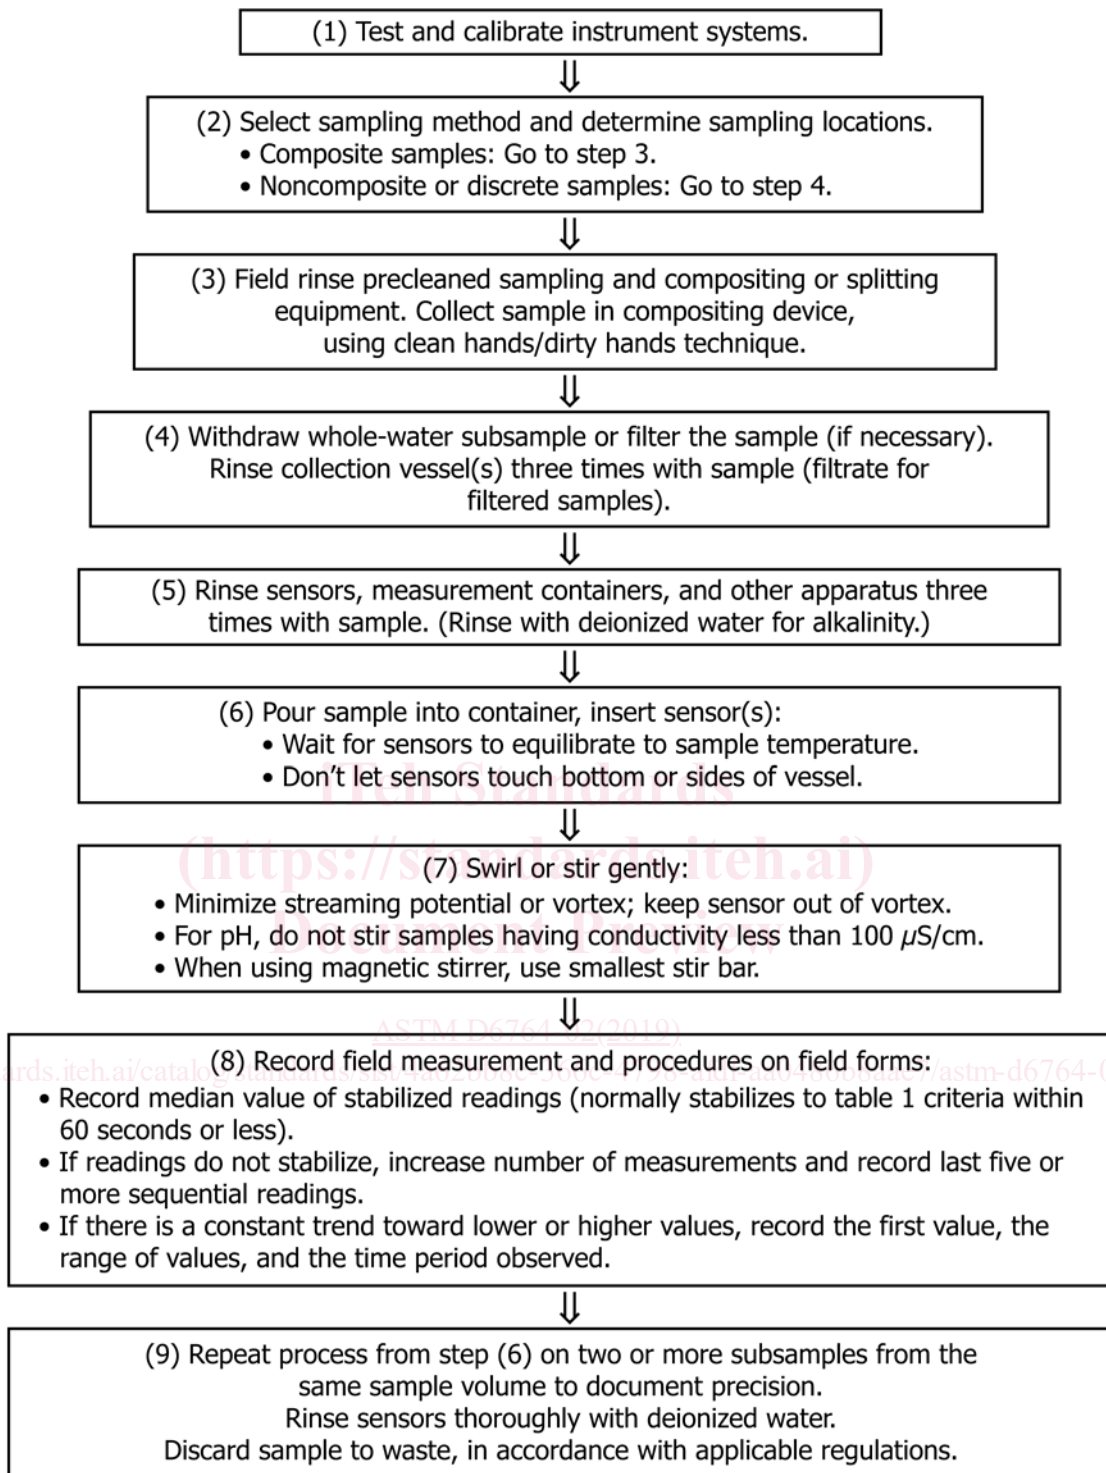 (1) Test and calibrate instrument systems.
(2) Select sampling method and determine sampling locations.
• Composite samples: Go to step 3.
• Noncomposite or discrete samples: Go to step 4.
(3) Field rinse precleaned sampling and compositing or splitting
equipment. Collect sample in compositing device,
using clean hands/dirty hands technique.
(4) Withdraw whole-water subsample or filter the sample (if necessary).
Rinse collection vessel(s) three times with sample (filtrate for
filtered samples).
(5) Rinse sensors, measurement containers, and other apparatus three
times with sample. (Rinse with deionized water for alkalinity.)
(6) Pour sample into container, insert sensor(s):
• Wait for sensors to equilibrate to sample temperature.
• Don't let sensors touch bottom or sides of vessel.
iTeh Standards
(https://standards.iteh.ai)
(7) Swirl or stir gently:
• Minimize streaming potential or vortex; keep sensor out of vortex.
Document Preview
• For pH, do not stir samples having conductivity less than 100 µS/cm.
• When using magnetic stirrer, use smallest stir bar.
ASTM D6764-02(2019)
(8) Record field measurement and procedures on field forms:
• Record median value of stabilized readings (normally stabilizes to table 1 criteria within
60 seconds or less).
• If readings do not stabilize, increase number of measurements and record last five or
more sequential readings.
• If there is a constant trend toward lower or higher values, record the first value, the
range of values, and the time period observed.
(9) Repeat process from step (6) on two or more subsamples from the
same sample volume to document precision.
Rinse sensors thoroughly with deionized water.
Discard sample to waste, in accordance with applicable regulations.